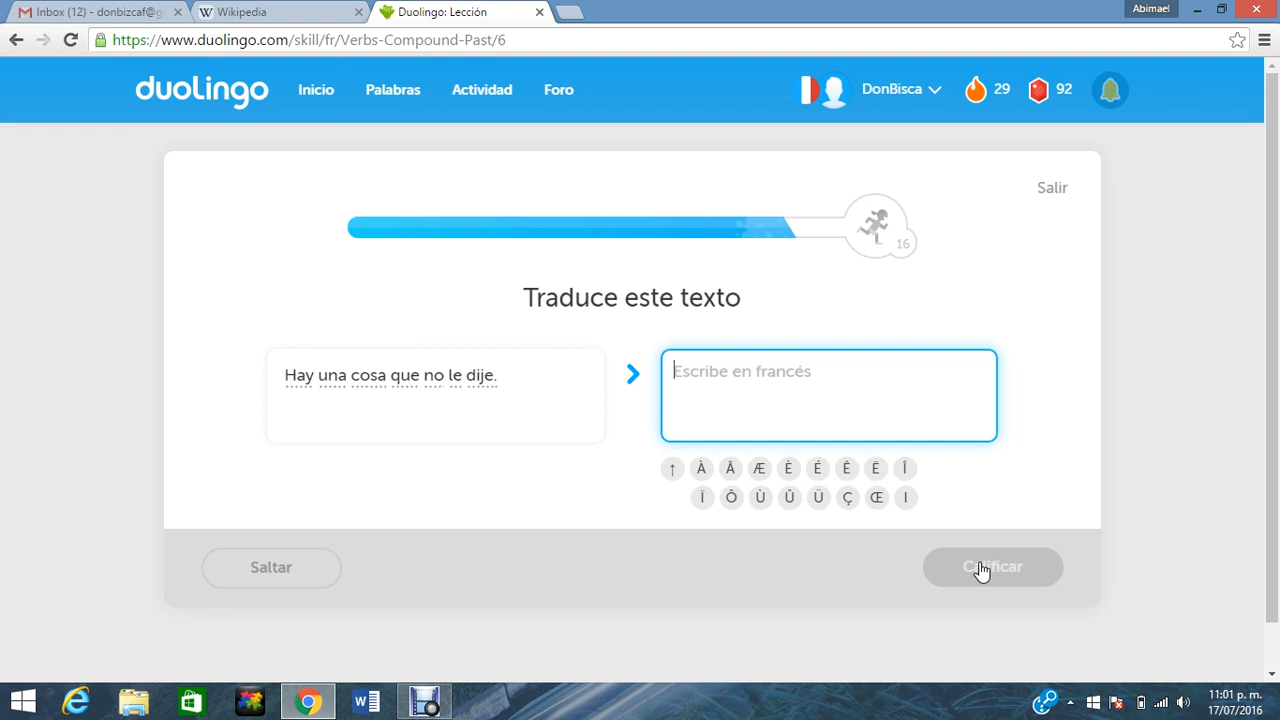 Inbox (12) - donbizcaf@g
Wikipedia
Duolingo: Lección
Abimael
https://www.duolingo.com/skill/fr/Verbs-Compound-Past/6
duolingo
Inicio
Palabras
Actividad
Foro
DonBisca
29
92
Salir
16
Traduce este texto
Hay una cosa que no le dije.
Escribe en francés
↑ À Â Æ È É Ê Ë Î
Ï Ô Ù Û Ü Ç Œ I
Saltar
Calificar
11:01 p. m.
17/07/2016